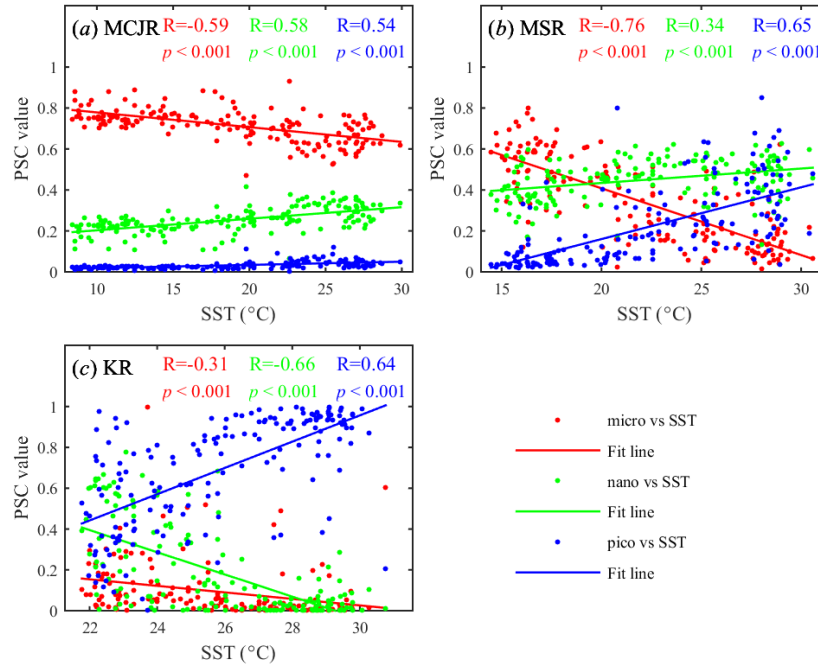 (a) MCJR R=-0.59 R=0.58 R=0.54
p < 0.001 p < 0.001 p < 0.001
PSC value
1
0.8
0.6
0.4
0.2
0
10 15 20 25 30
SST (°C)
(b) MSR R=-0.76 R=0.34 R=0.65
p < 0.001 p < 0.001 p < 0.001
PSC value
1
0.8
0.6
0.4
0.2
0
15 20 25 30
SST (°C)
(c) KR R=-0.31 R=-0.66 R=0.64
p < 0.001 p < 0.001 p < 0.001
PSC value
1
0.8
0.6
0.4
0.2
0
22 24 26 28 30
SST (°C)
micro vs SST
Fit line
nano vs SST
Fit line
pico vs SST
Fit line